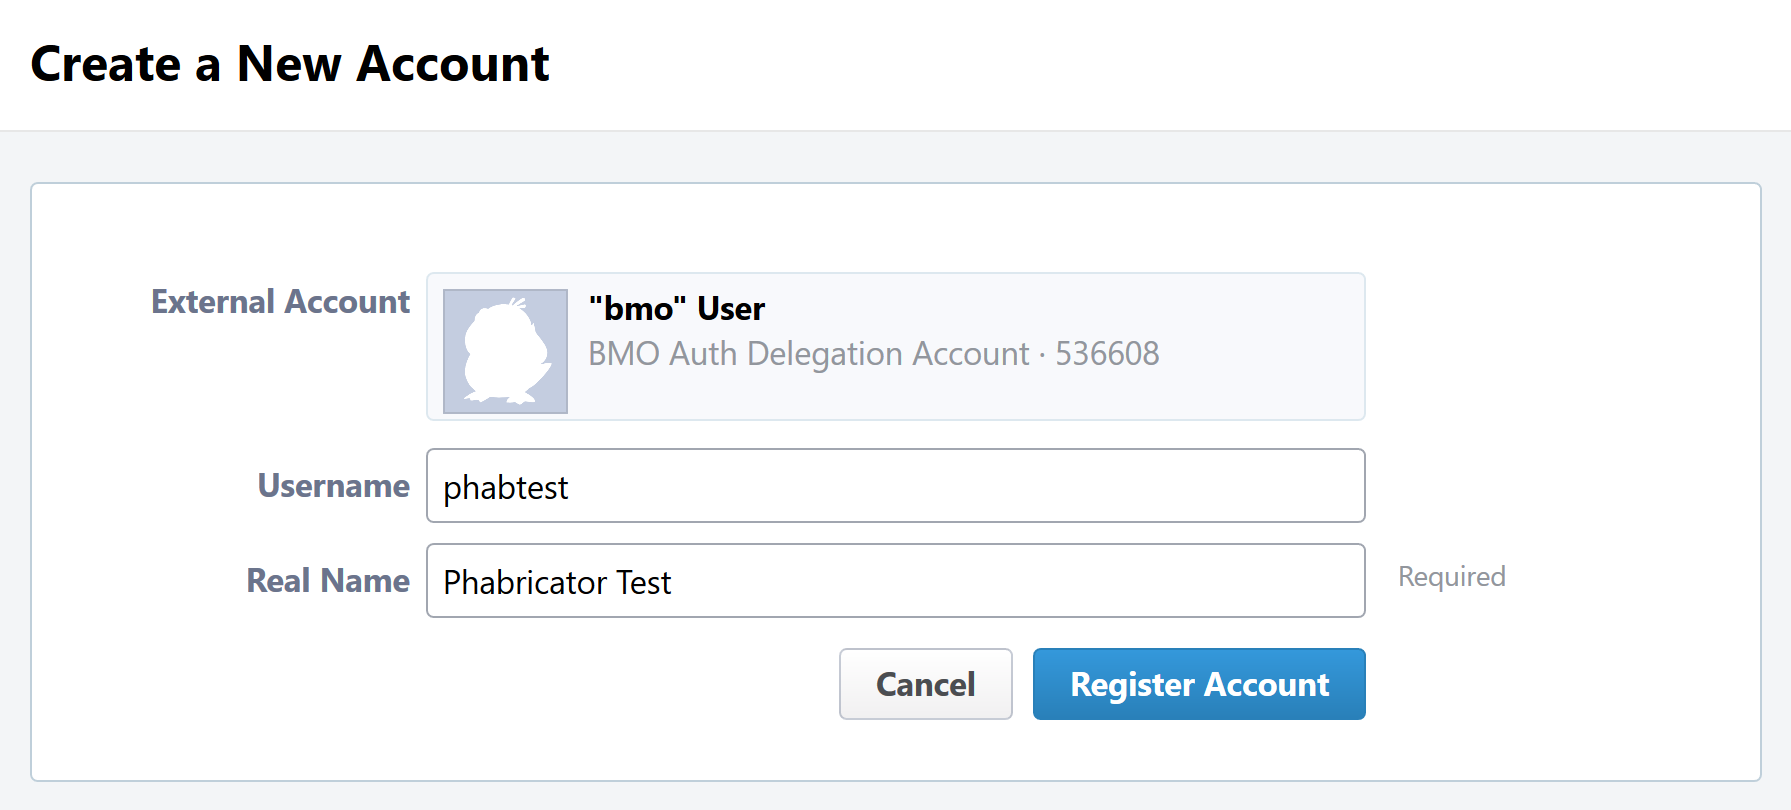 Create a New Account
External Account
"bmo" User
BMO Auth Delegation Account · 536608
Username
phabtest
Real Name
Phabricator Test
Required
Cancel
Register Account